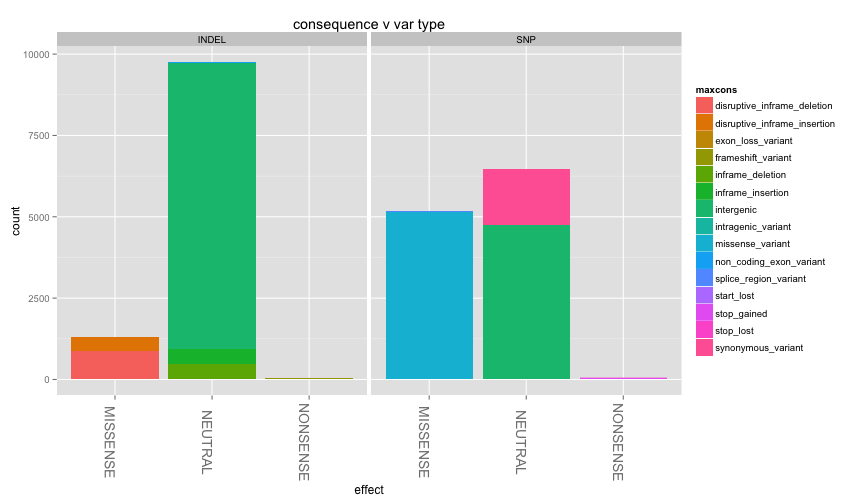 consequence v var type
INDEL
SNP
10000
7500
5000
2500
0
count
MISSENSE
NEUTRAL
NONSENSE
MISSENSE
NEUTRAL
NONSENSE
effect
maxcons
disruptive_inframe_deletion
disruptive_inframe_insertion
exon_loss_variant
frameshift_variant
inframe_deletion
inframe_insertion
intergenic
intragenic_variant
missense_variant
non_coding_exon_variant
splice_region_variant
start_lost
stop_gained
stop_lost
synonymous_variant